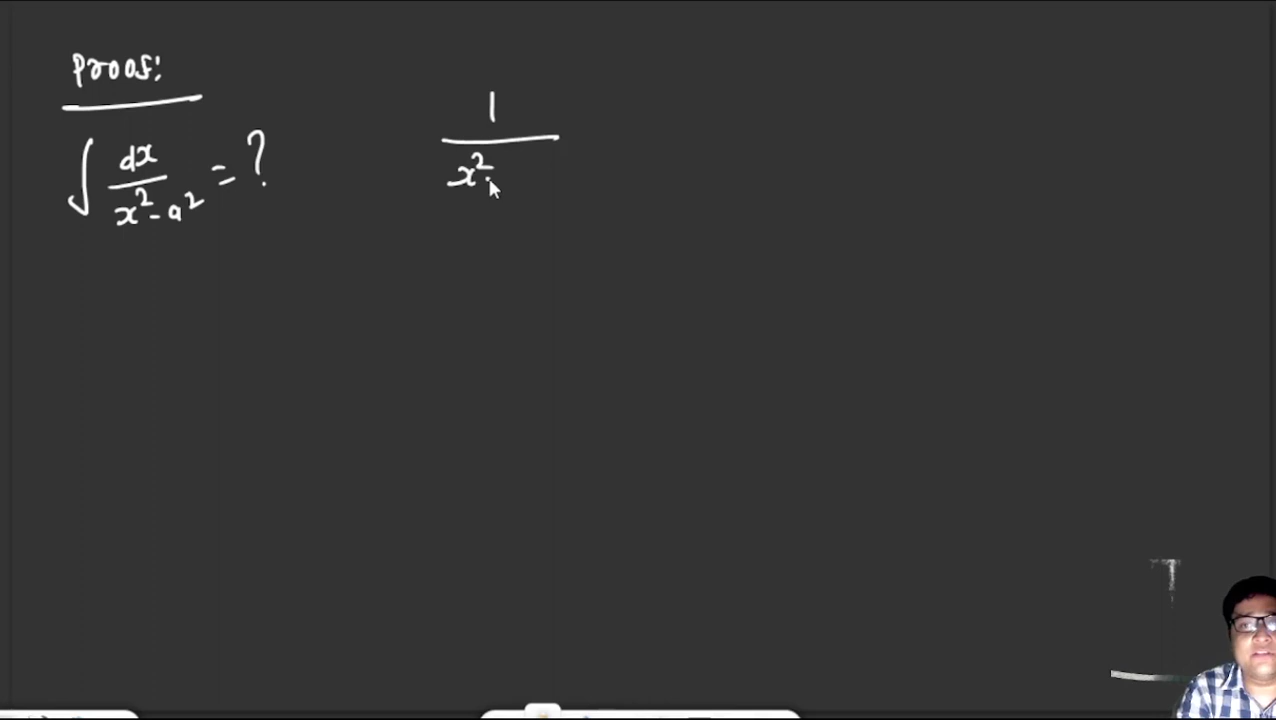 Proof:
∫ dx / x² - a² = ?
1 / x²